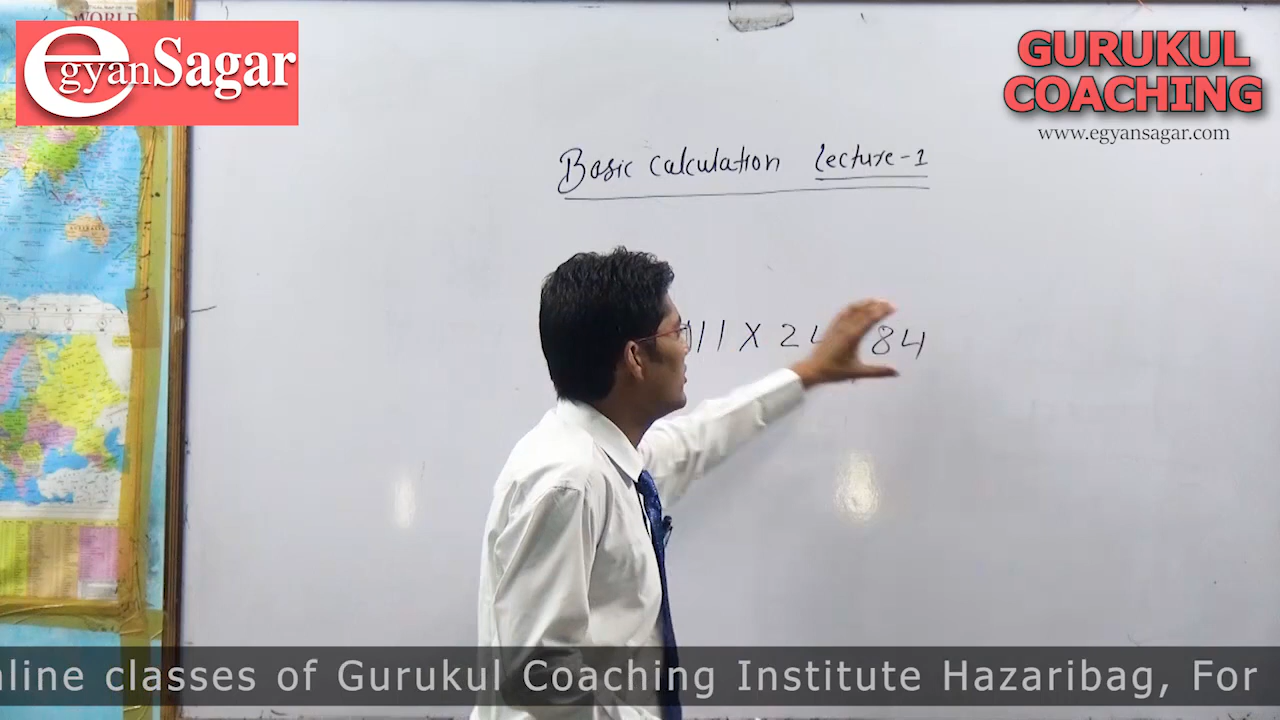 WORLD
egyanSagar
GURUKUL
COACHING
www.egyansagar.com
Basic Calculation Lecture-1
11 X 2 84
nline classes of Gurukul Coaching Institute Hazaribag, For